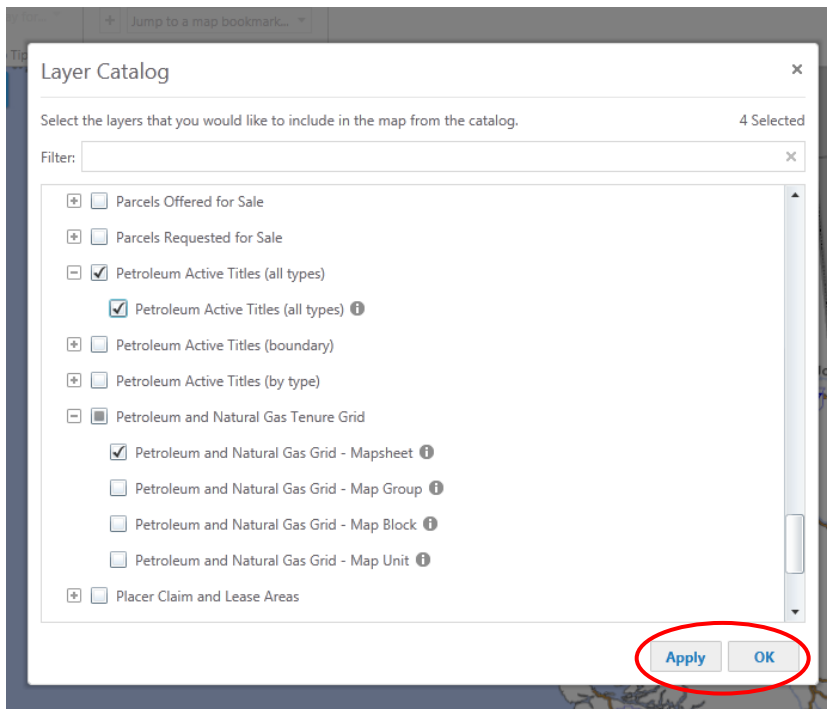 Jump to a map bookmark...
Tip
Layer Catalog
Select the layers that you would like to include in the map from the catalog.
4 Selected
Filter:
Parcels Offered for Sale
Parcels Requested for Sale
Petroleum Active Titles (all types)
Petroleum Active Titles (all types)
Petroleum Active Titles (boundary)
Petroleum Active Titles (by type)
Petroleum and Natural Gas Tenure Grid
Petroleum and Natural Gas Grid - Mapsheet
Petroleum and Natural Gas Grid - Map Group
Petroleum and Natural Gas Grid - Map Block
Petroleum and Natural Gas Grid - Map Unit
Placer Claim and Lease Areas
Apply
OK